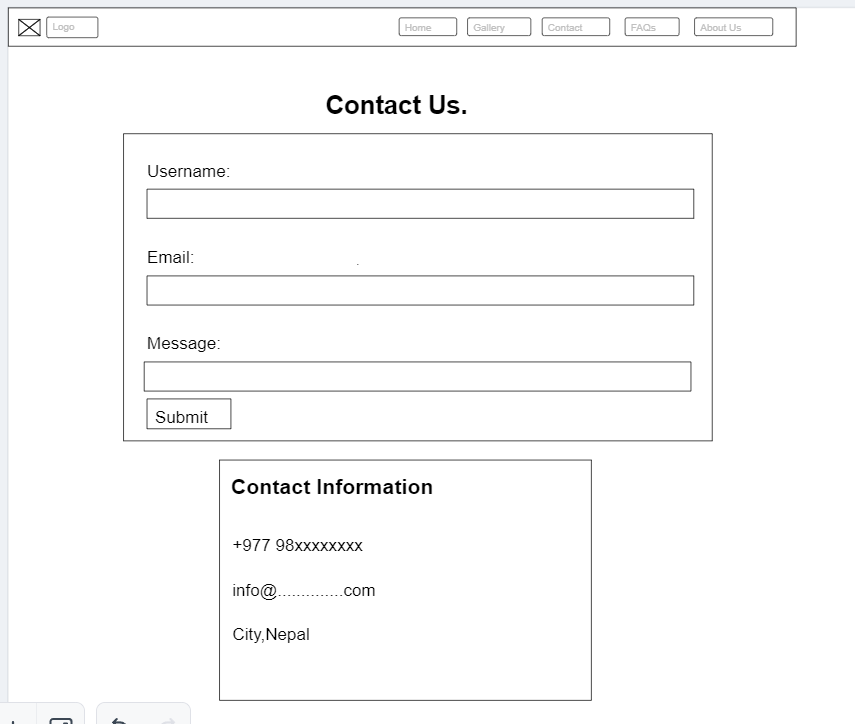 Logo Home Gallery Contact FAQs About Us
Contact Us.
Username:
Email:
Message:
Submit
Contact Information
+977 98xxxxxxxx
info@..............com
City,Nepal